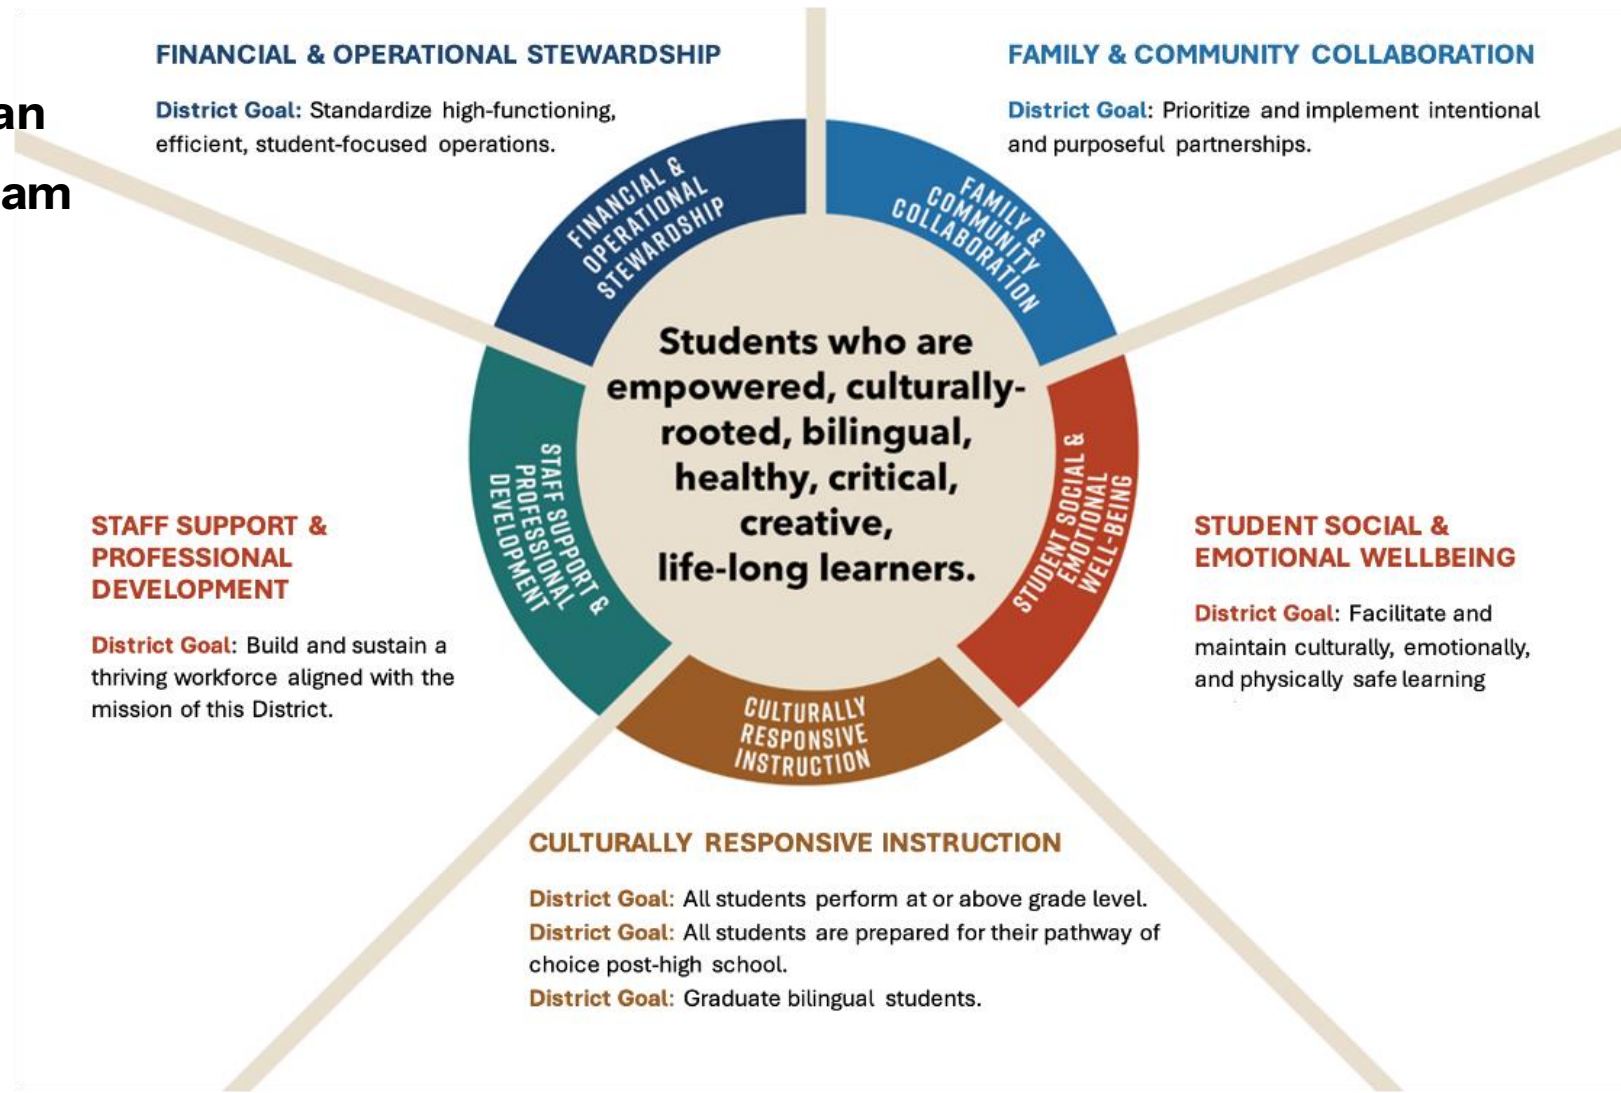 an
am
FINANCIAL & OPERATIONAL STEWARDSHIP
District Goal: Standardize high-functioning,
efficient, student-focused operations.
FAMILY & COMMUNITY COLLABORATION
District Goal: Prioritize and implement intentional
and purposeful partnerships.
FINANCIAL &
OPERATIONAL
STEWARDSHIP
FAMILY &
COMMUNITY
COLLABORATION
Students who are
empowered, culturally-
rooted, bilingual,
healthy, critical,
creative,
life-long learners.
STAFF SUPPORT &
PROFESSIONAL
DEVELOPMENT
STUDENT SOCIAL &
EMOTIONAL
WELL-BEING
STAFF SUPPORT &
PROFESSIONAL
DEVELOPMENT
District Goal: Build and sustain a
thriving workforce aligned with the
mission of this District.
STUDENT SOCIAL &
EMOTIONAL WELLBEING
District Goal: Facilitate and
maintain culturally, emotionally,
and physically safe learning
CULTURALLY
RESPONSIVE
INSTRUCTION
CULTURALLY RESPONSIVE INSTRUCTION
District Goal: All students perform at or above grade level.
District Goal: All students are prepared for their pathway of
choice post-high school.
District Goal: Graduate bilingual students.